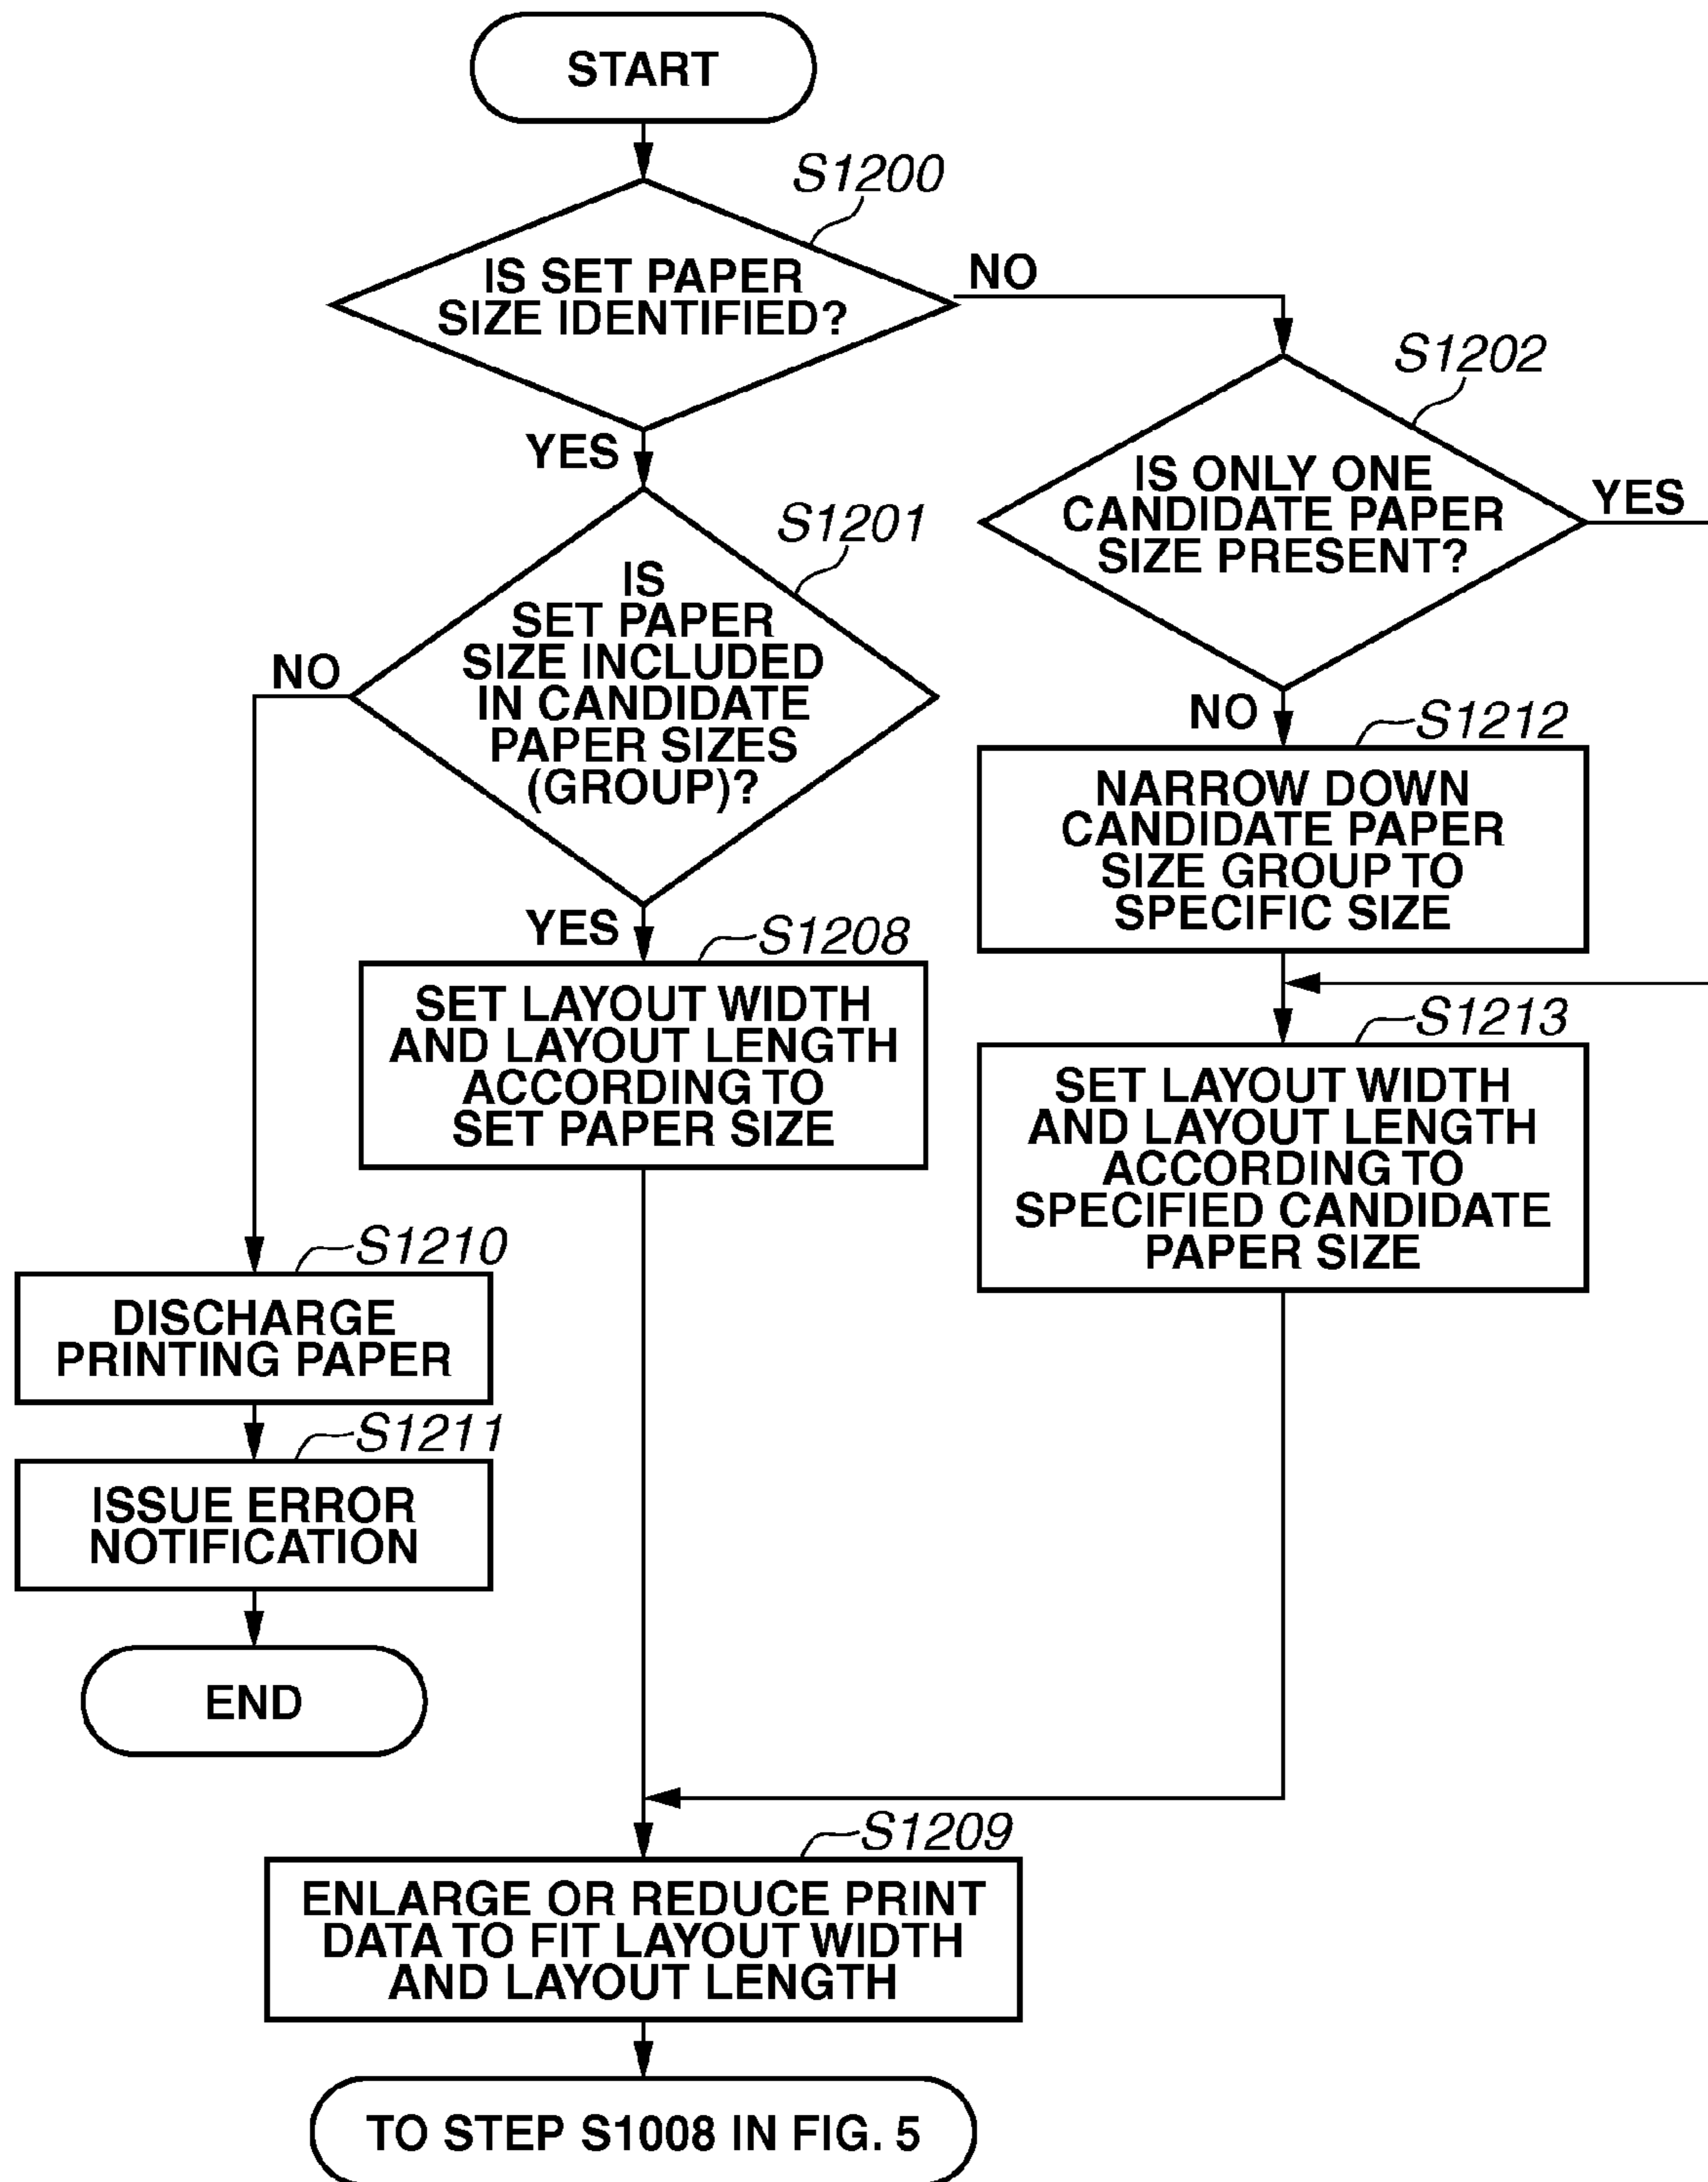 START
S1200
IS SET PAPER
SIZE IDENTIFIED?
NO
YES
S1202
IS ONLY ONE
CANDIDATE PAPER
SIZE PRESENT?
YES
NO
S1201
IS
SET PAPER
SIZE INCLUDED
IN CANDIDATE
PAPER SIZES
(GROUP)?
NO
YES
S1212
NARROW DOWN
CANDIDATE PAPER
SIZE GROUP TO
SPECIFIC SIZE
S1208
SET LAYOUT WIDTH
AND LAYOUT LENGTH
ACCORDING TO
SET PAPER SIZE
S1213
SET LAYOUT WIDTH
AND LAYOUT LENGTH
ACCORDING TO
SPECIFIED CANDIDATE
PAPER SIZE
S1210
DISCHARGE
PRINTING PAPER
S1211
ISSUE ERROR
NOTIFICATION
END
S1209
ENLARGE OR REDUCE PRINT
DATA TO FIT LAYOUT WIDTH
AND LAYOUT LENGTH
TO STEP S1008 IN FIG. 5